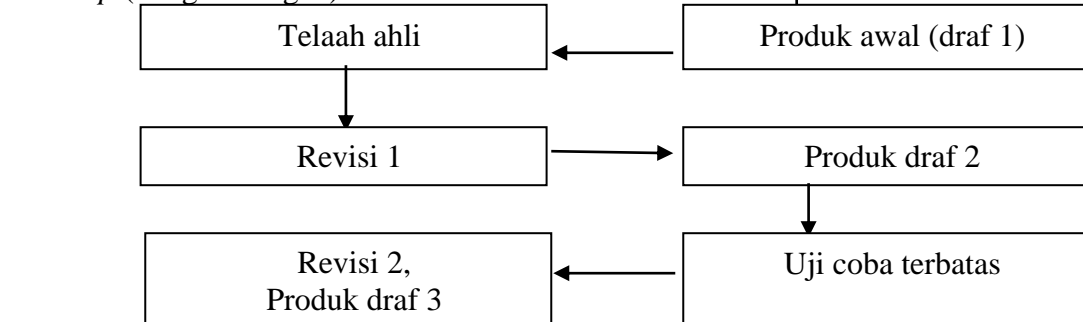 Telaah ahli
Produk awal (draf 1)
Revisi 1
Produk draf 2
Revisi 2,
Produk draf 3
Uji coba terbatas